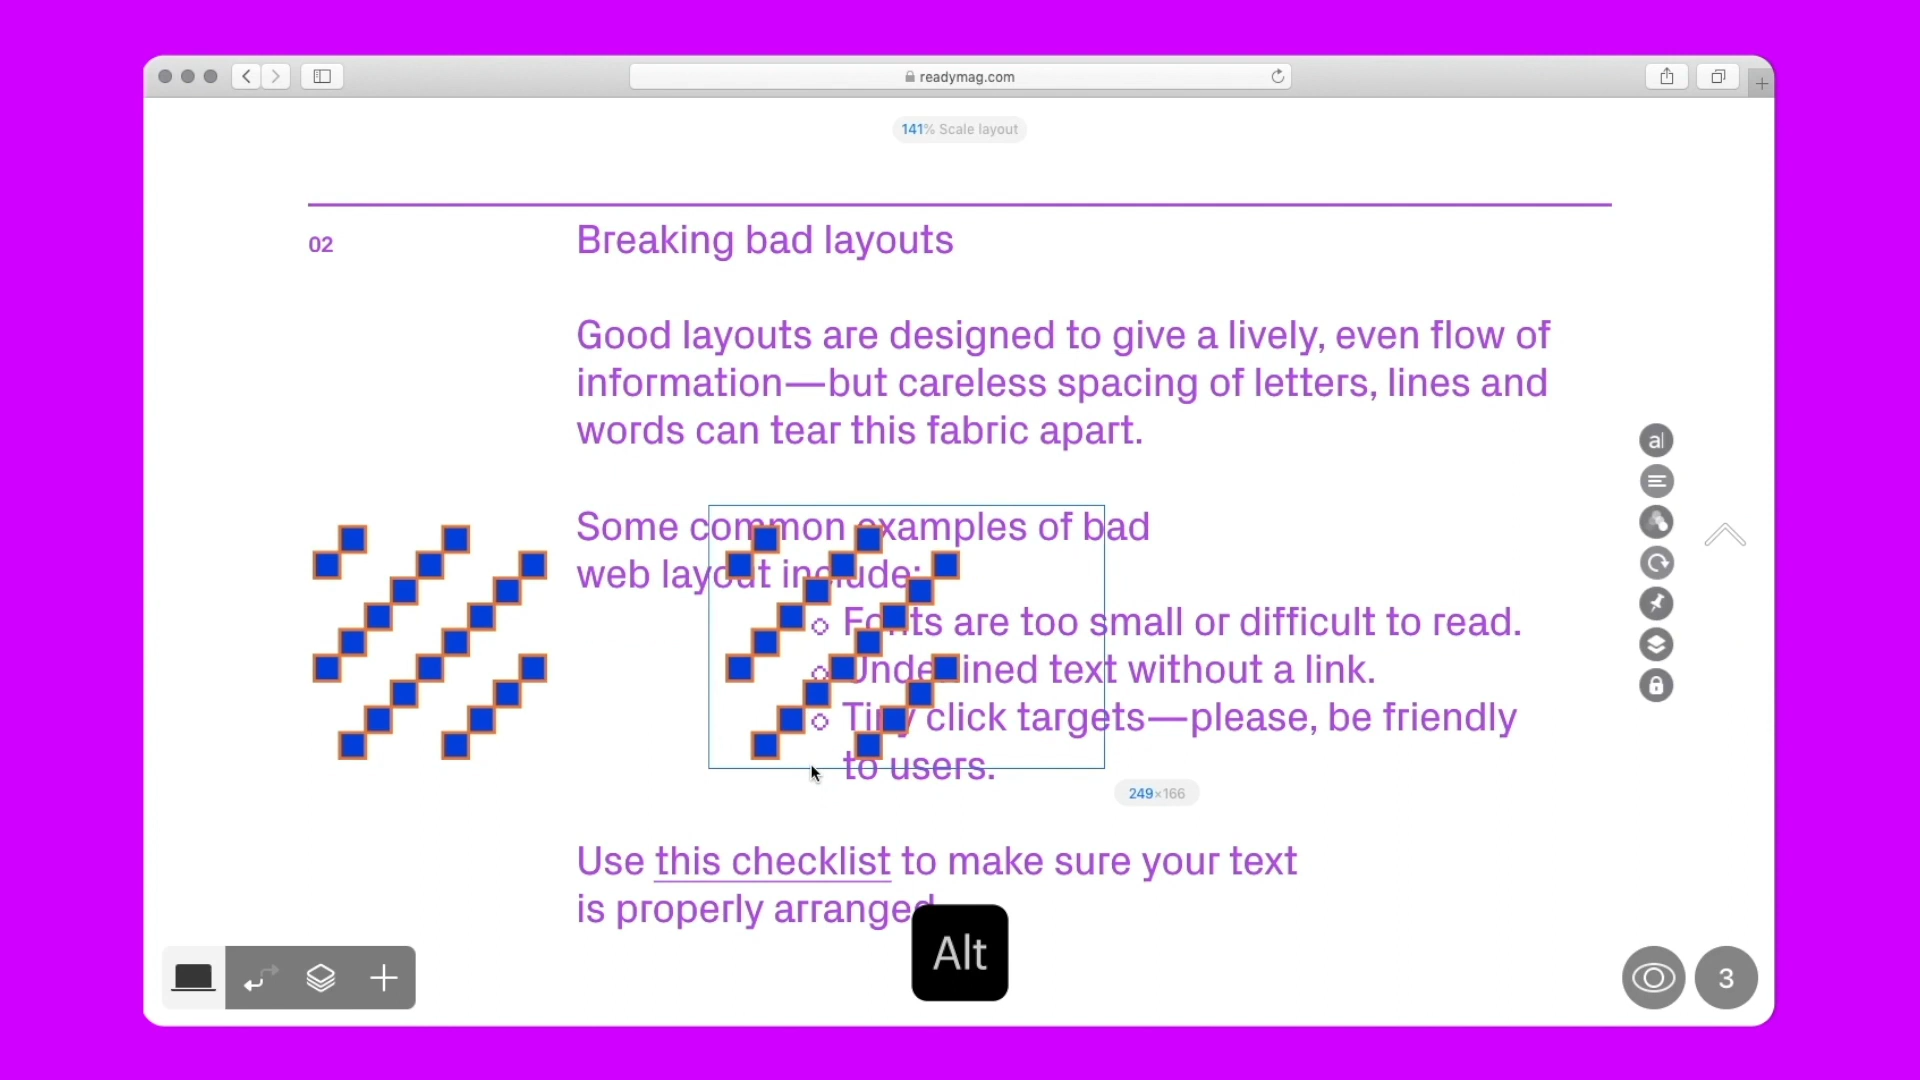 readymag.com
141% Scale layout
02
Breaking bad layouts
Good layouts are designed to give a lively, even flow of
information—but careless spacing of letters, lines and
words can tear this fabric apart.
Some common examples of bad
web layout include:
Fonts are too small or difficult to read.
Underlined text without a link.
Tiny click targets—please, be friendly
to users.
249×166
Use this checklist to make sure your text
is properly arranged
Alt
a
3